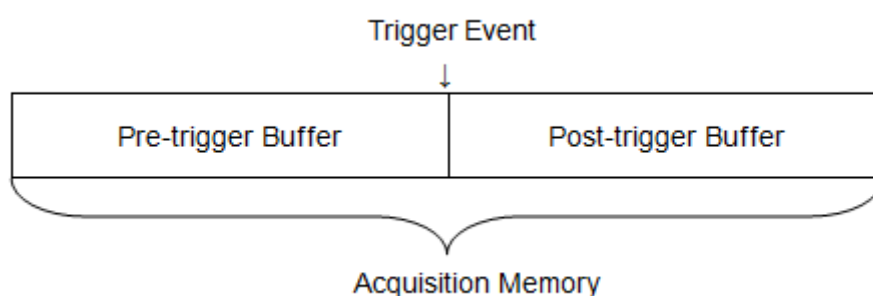 Trigger Event
↓
Pre-trigger Buffer
Post-trigger Buffer
Acquisition Memory